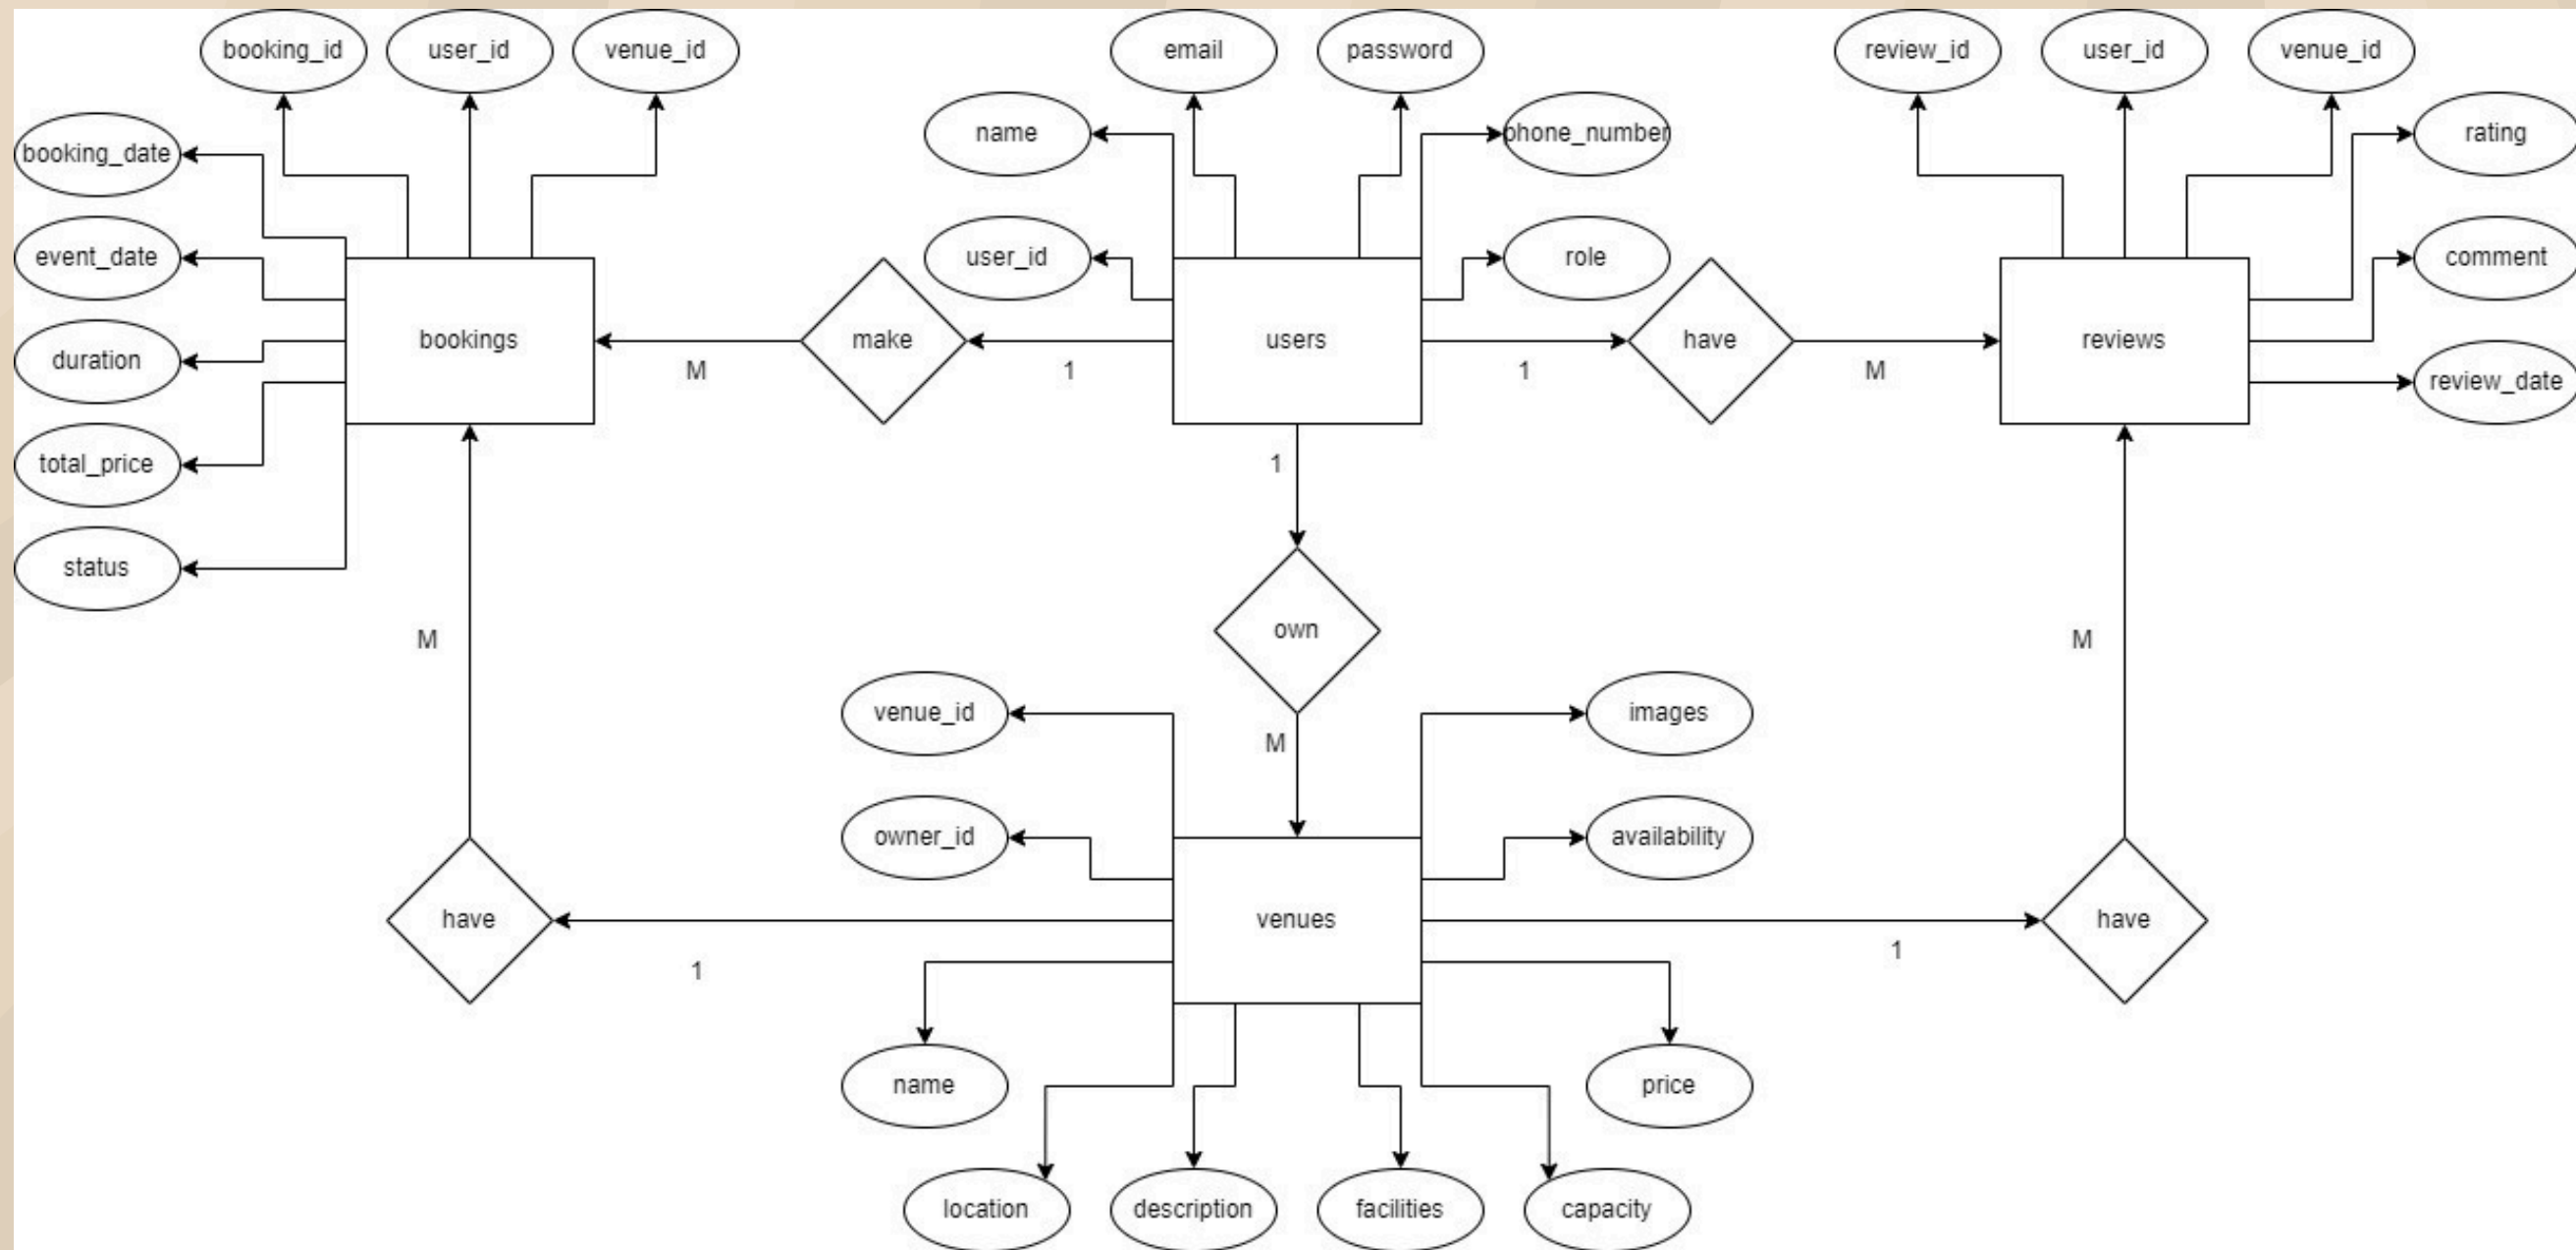 booking_id
user_id
venue_id
email
password
review_id
user_id
venue_id
booking_date
name
phone_number
rating
event_date
user_id
role
comment
duration
bookings
make
users
have
reviews
review_date
M
1
1
M
total_price
1
status
own
M
M
venue_id
M
images
owner_id
availability
have
venues
have
1
1
name
price
location
description
facilities
capacity